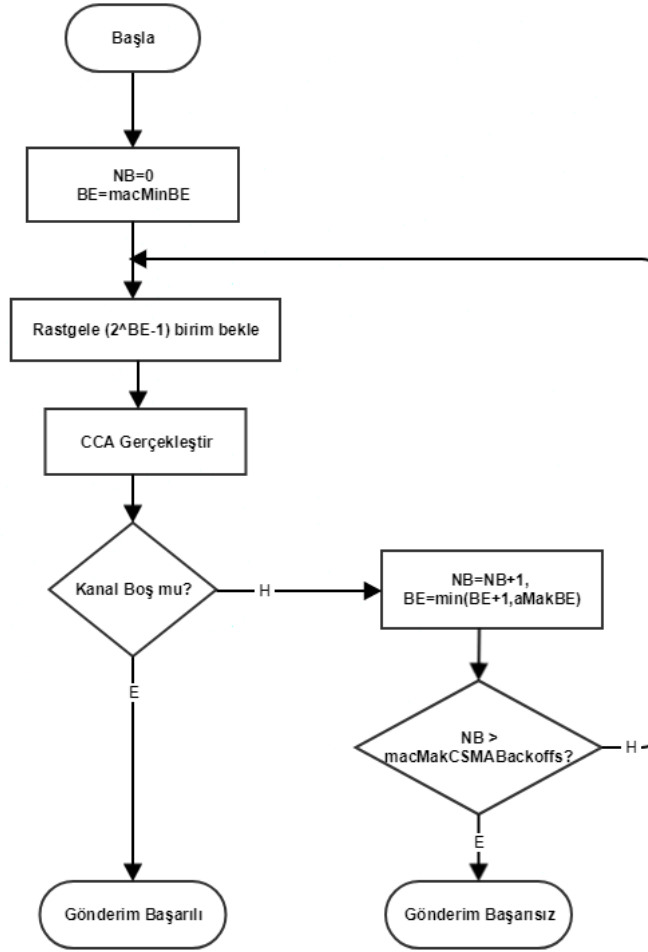 Başla
NB=0
BE=macMinBE
Rastgele (2^BE-1) birim bekle
CCA Gerçekleştir
Kanal Boş mu?
H
NB=NB+1,
BE=min(BE+1,aMakBE)
E
NB >
macMakCSMABackoffs?
H
E
Gönderim Başarılı
Gönderim Başarısız